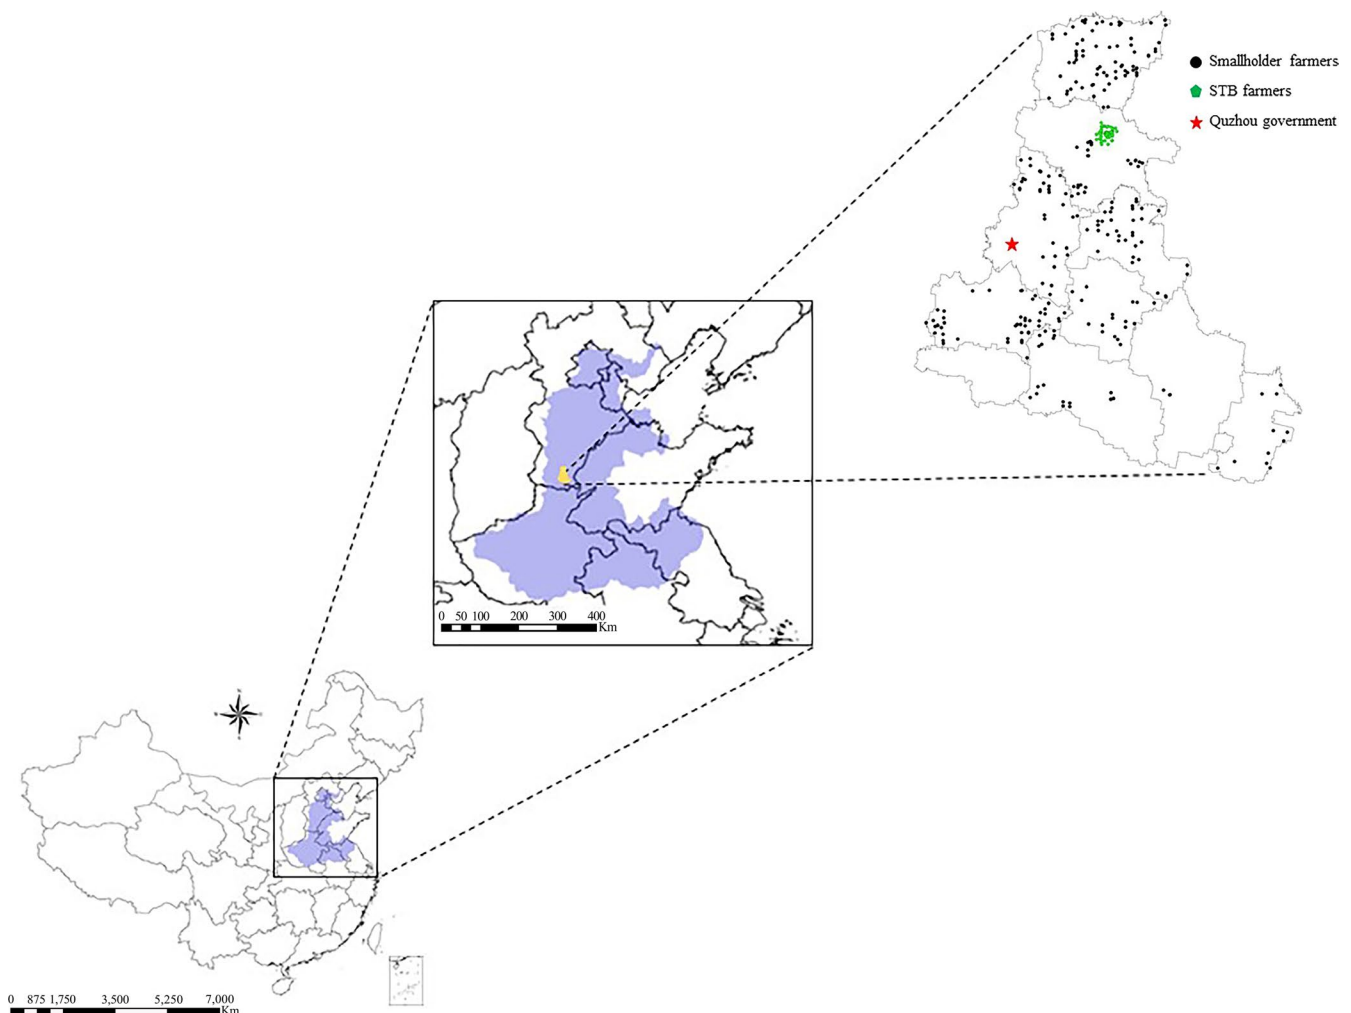 Smallholder farmers
STB farmers
Quzhou government
0 50 100 200 300 400
Km
0 875 1,750 3,500 5,250 7,000
Km